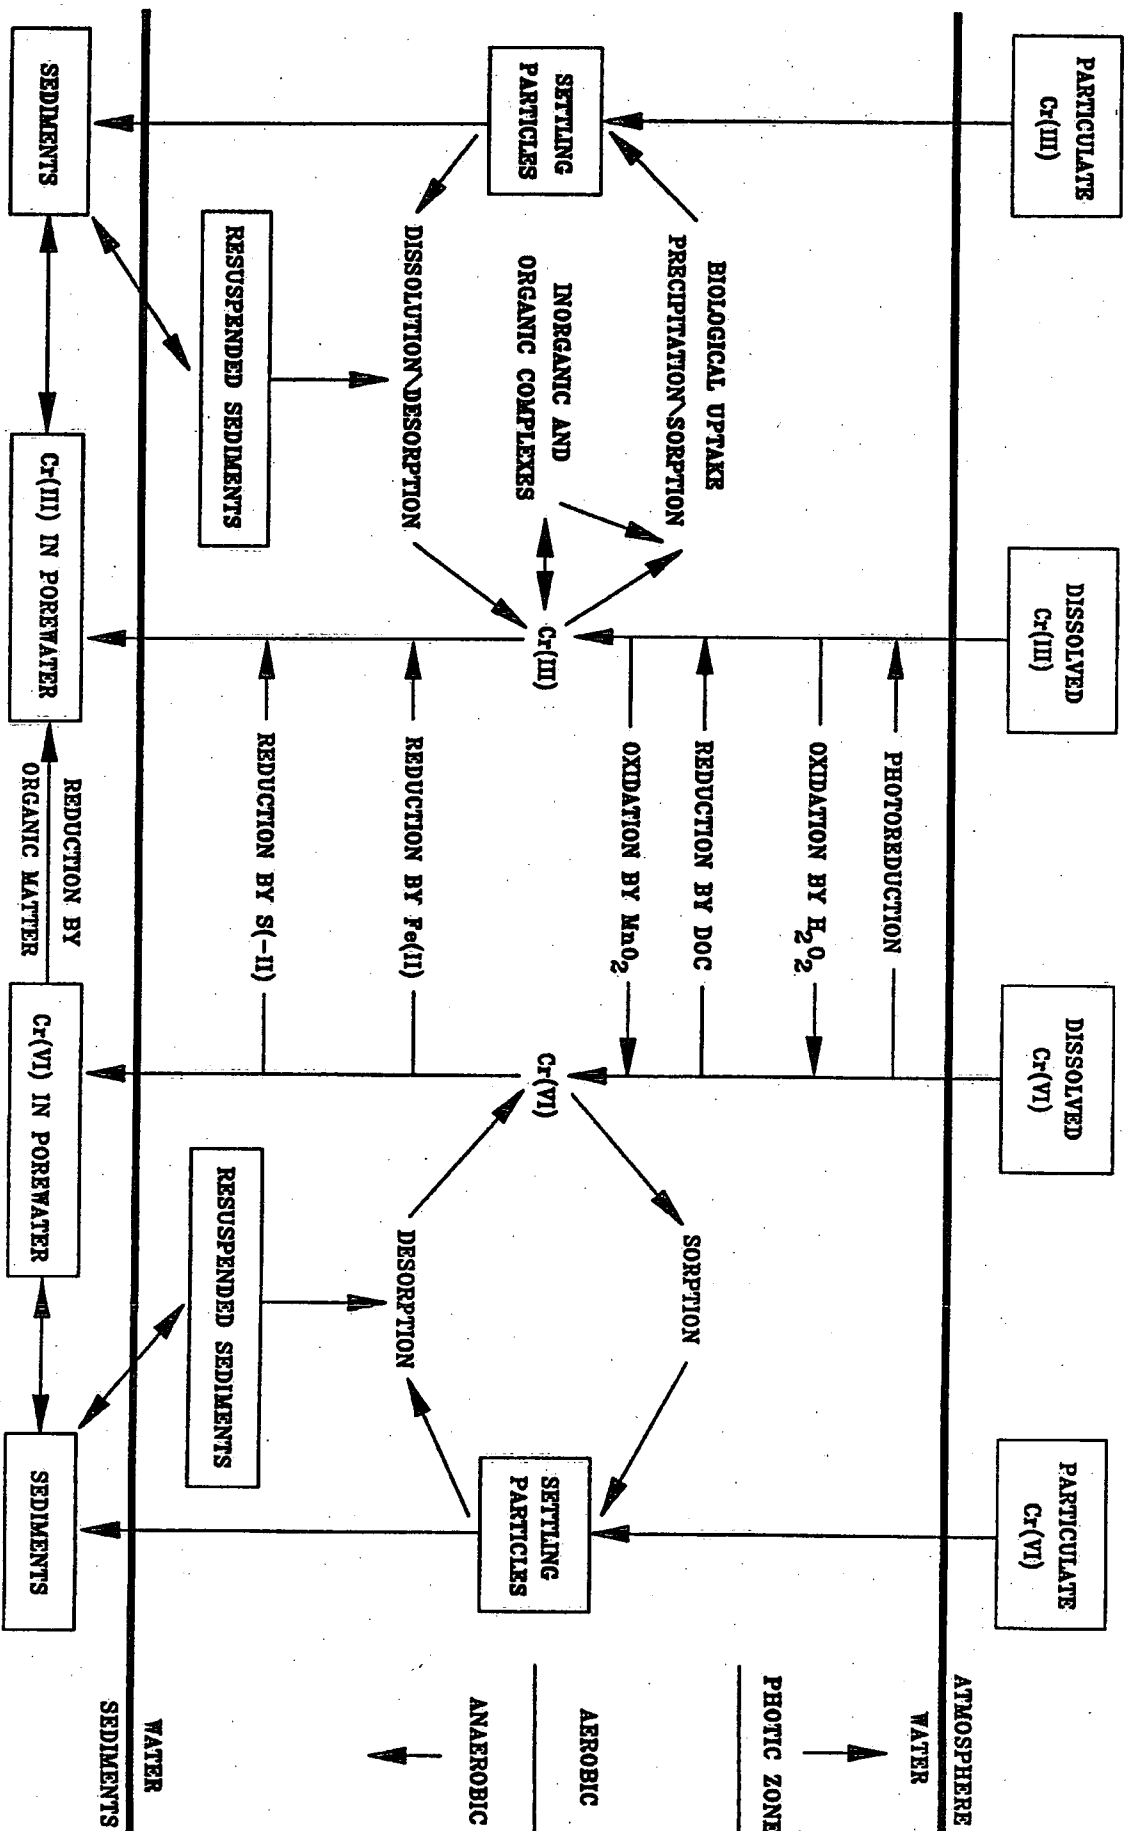 PARTICULATE
Cr(III)
DISSOLVED
Cr(III)
DISSOLVED
Cr(VI)
PARTICULATE
Cr(VI)
ATMOSPHERE
WATER
PHOTIC ZONE
PHOTOREDUCTION
OXIDATION BY H2O2
BIOLOGICAL UPTAKE
PRECIPITATION\SORPTION
REDUCTION BY DOC
SORPTION
OXIDATION BY MnO2
AEROBIC
SETTLING
PARTICLES
INORGANIC AND
ORGANIC COMPLEXES
Cr(III)
Cr(VI)
SETTLING
PARTICLES
ANAEROBIC
DISSOLUTION\DESORPTION
REDUCTION BY Fe(II)
DESORPTION
RESUSPENDED SEDIMENTS
REDUCTION BY S(-II)
RESUSPENDED SEDIMENTS
WATER
SEDIMENTS
SEDIMENTS
Cr(III) IN POREWATER
REDUCTION BY
ORGANIC MATTER
Cr(VI) IN POREWATER
SEDIMENTS